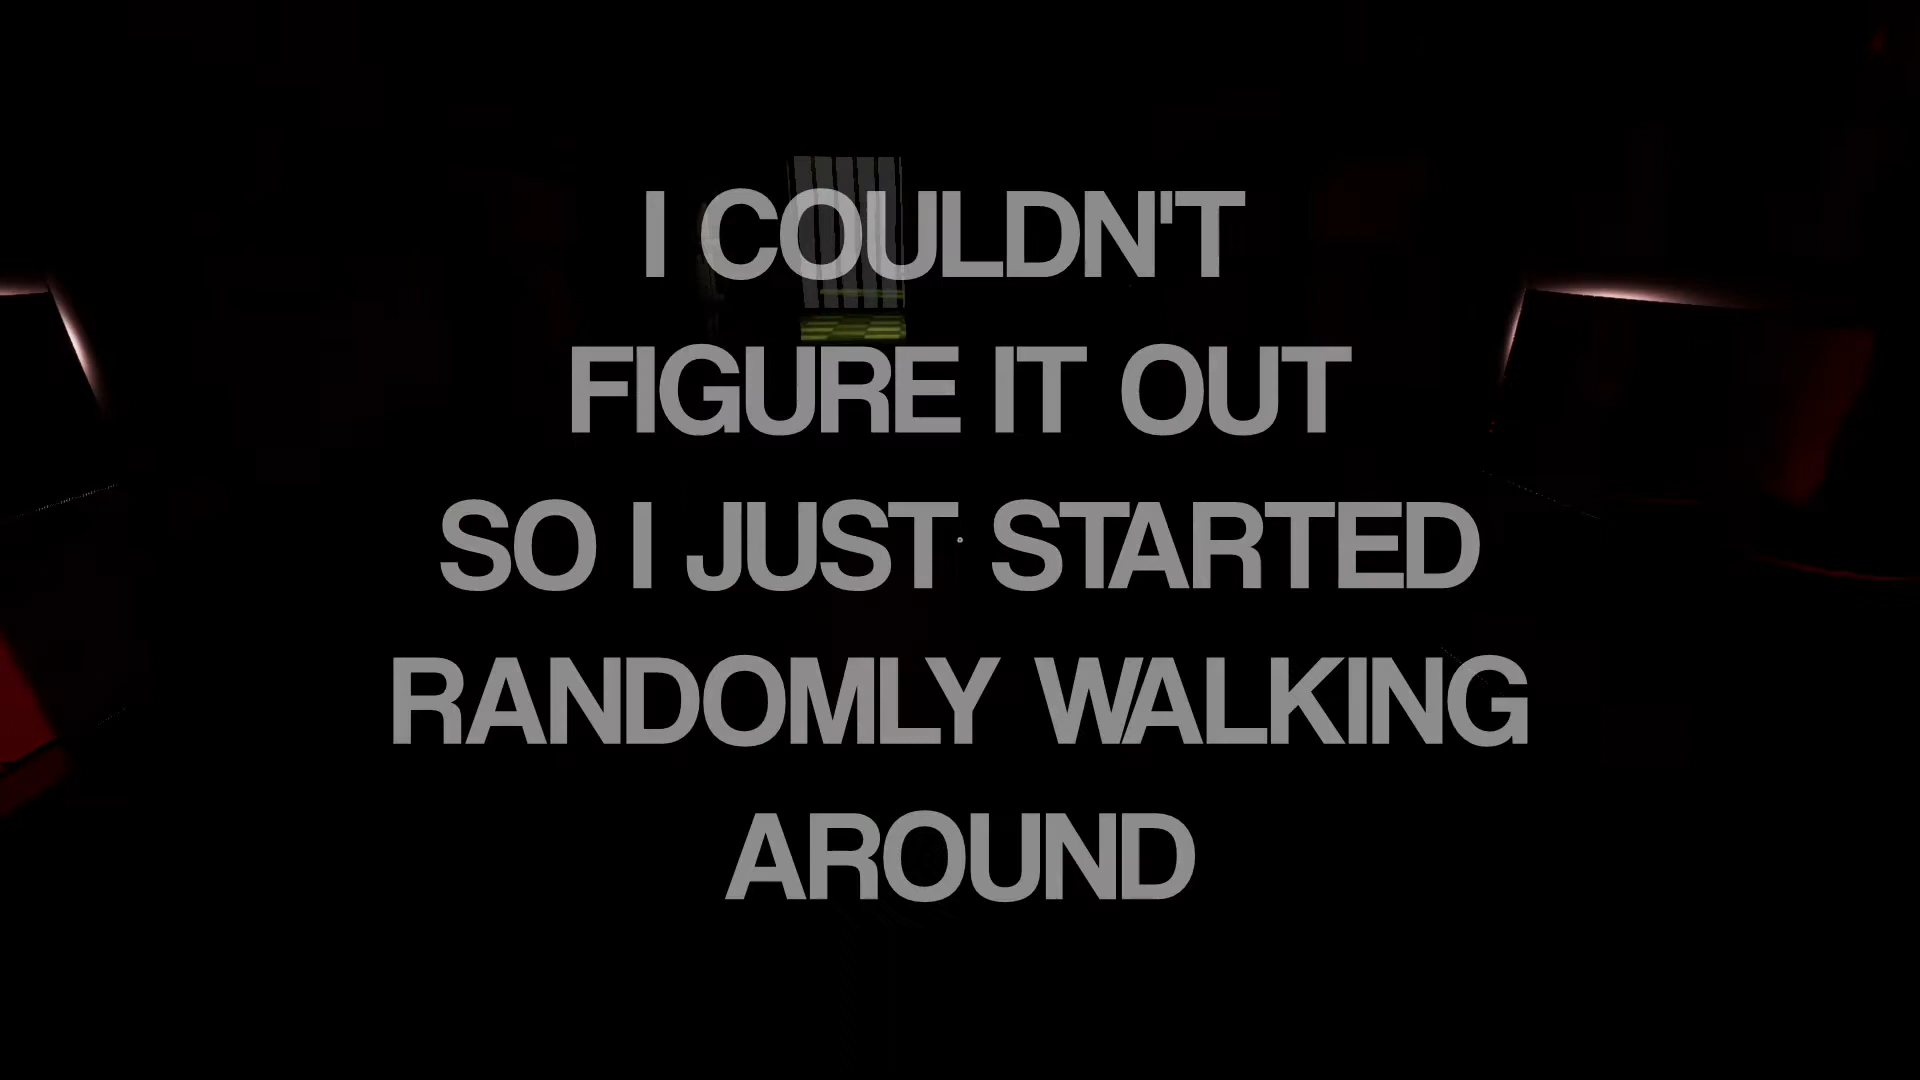 I COULDN'T
FIGURE IT OUT
SO I JUST STARTED
RANDOMLY WALKING
AROUND